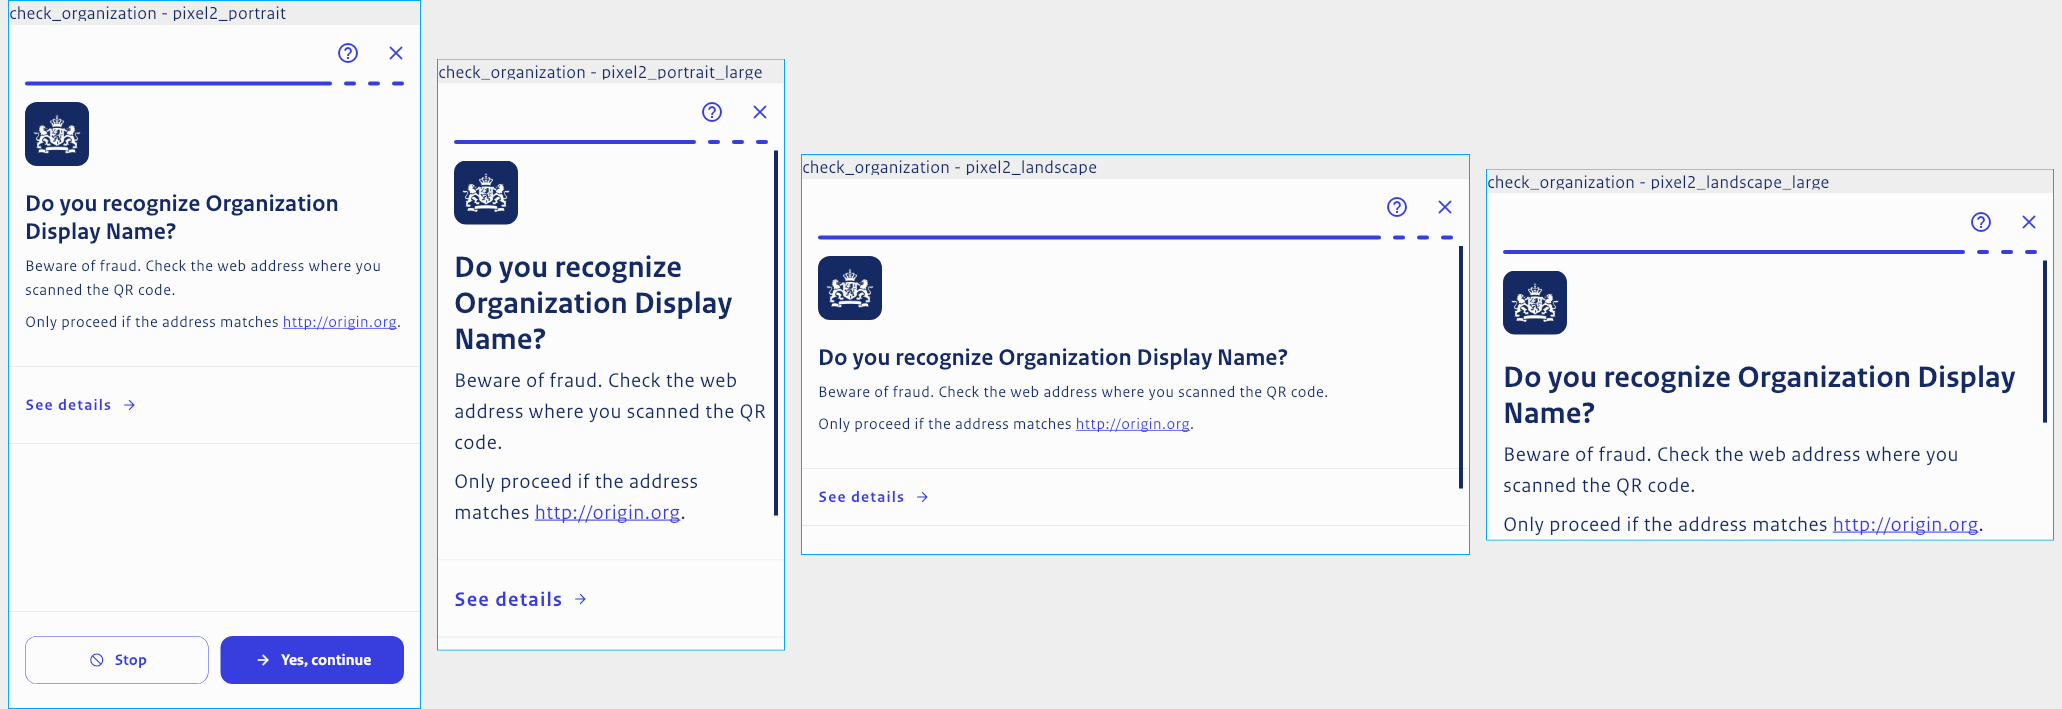 check_organization - pixel2_portrait
Do you recognize Organization
Display Name?
Beware of fraud. Check the web address where you
scanned the QR code.
Only proceed if the address matches http://origin.org.
See details
Stop
Yes, continue
check_organization - pixel2_portrait_large
Do you recognize
Organization Display
Name?
Beware of fraud. Check the web
address where you scanned the QR
code.
Only proceed if the address
matches http://origin.org.
See details
check_organization - pixel2_landscape
Do you recognize Organization Display Name?
Beware of fraud. Check the web address where you scanned the QR code.
Only proceed if the address matches http://origin.org.
See details
check_organization - pixel2_landscape_large
Do you recognize Organization Display
Name?
Beware of fraud. Check the web address where you
scanned the QR code.
Only proceed if the address matches http://origin.org.